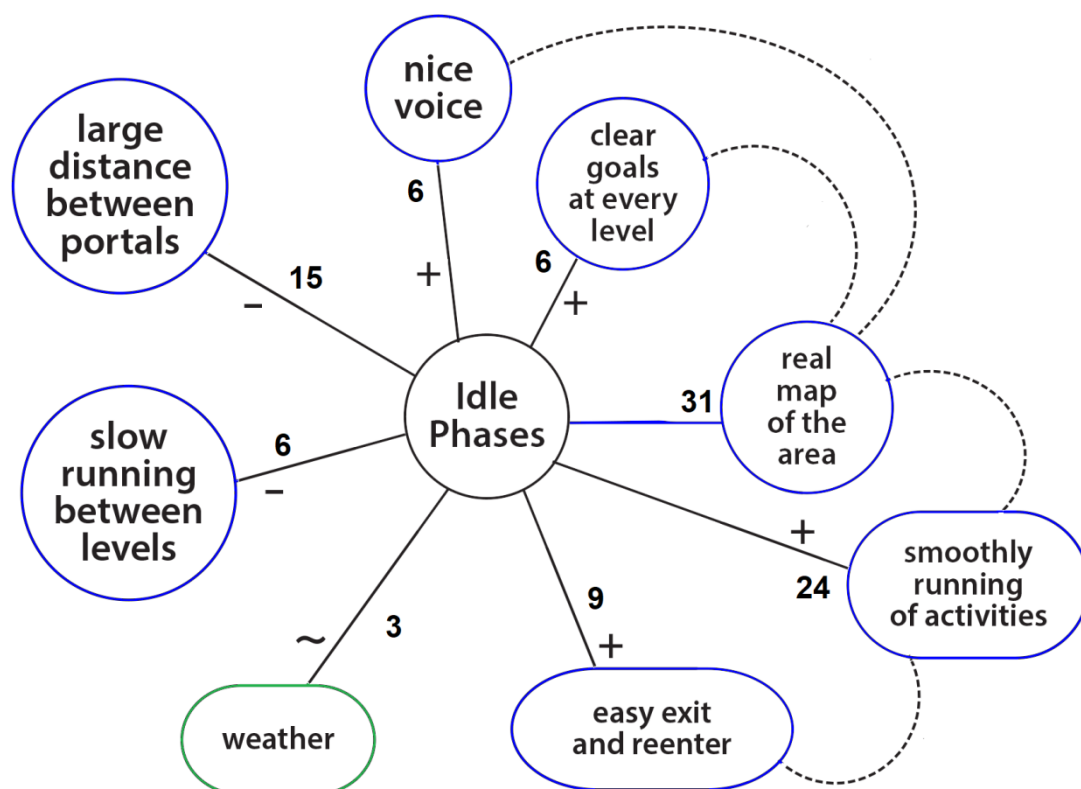 nice
voice
large
distance
between
portals
clear
goals
at every
level
6
6
15
+
+
−
real
map
of the
area
31
Idle
Phases
slow
running
between
levels
6
−
+
24
smoothly
running
of activities
9
+
3
~
weather
easy exit
and reenter